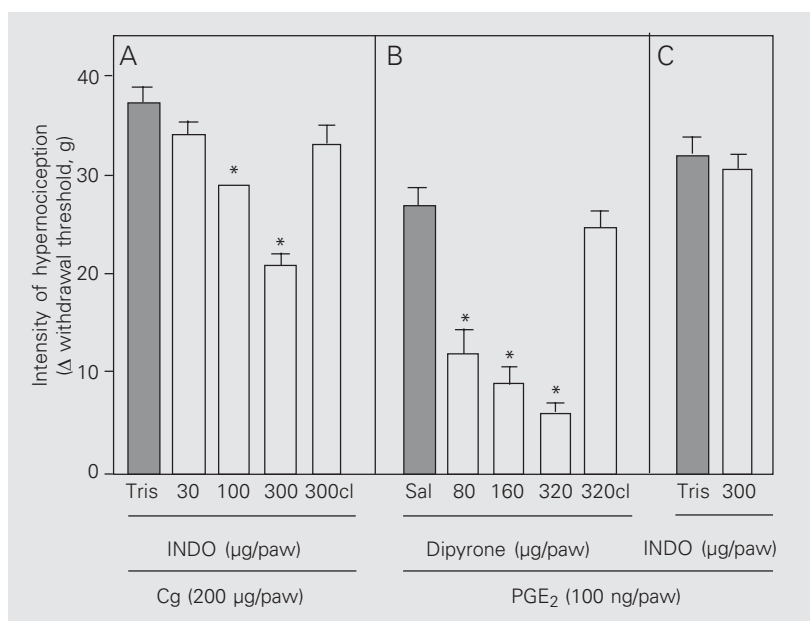 A B C
Intensity of hypernociception
(Δ withdrawal threshold, g)
40
30
20
10
0
* * * * *
Tris 30 100 300 300cl Sal 80 160 320 320cl Tris 300
INDO (µg/paw) Dipyrone (µg/paw) INDO (µg/paw)
Cg (200 µg/paw) PGE₂ (100 ng/paw)